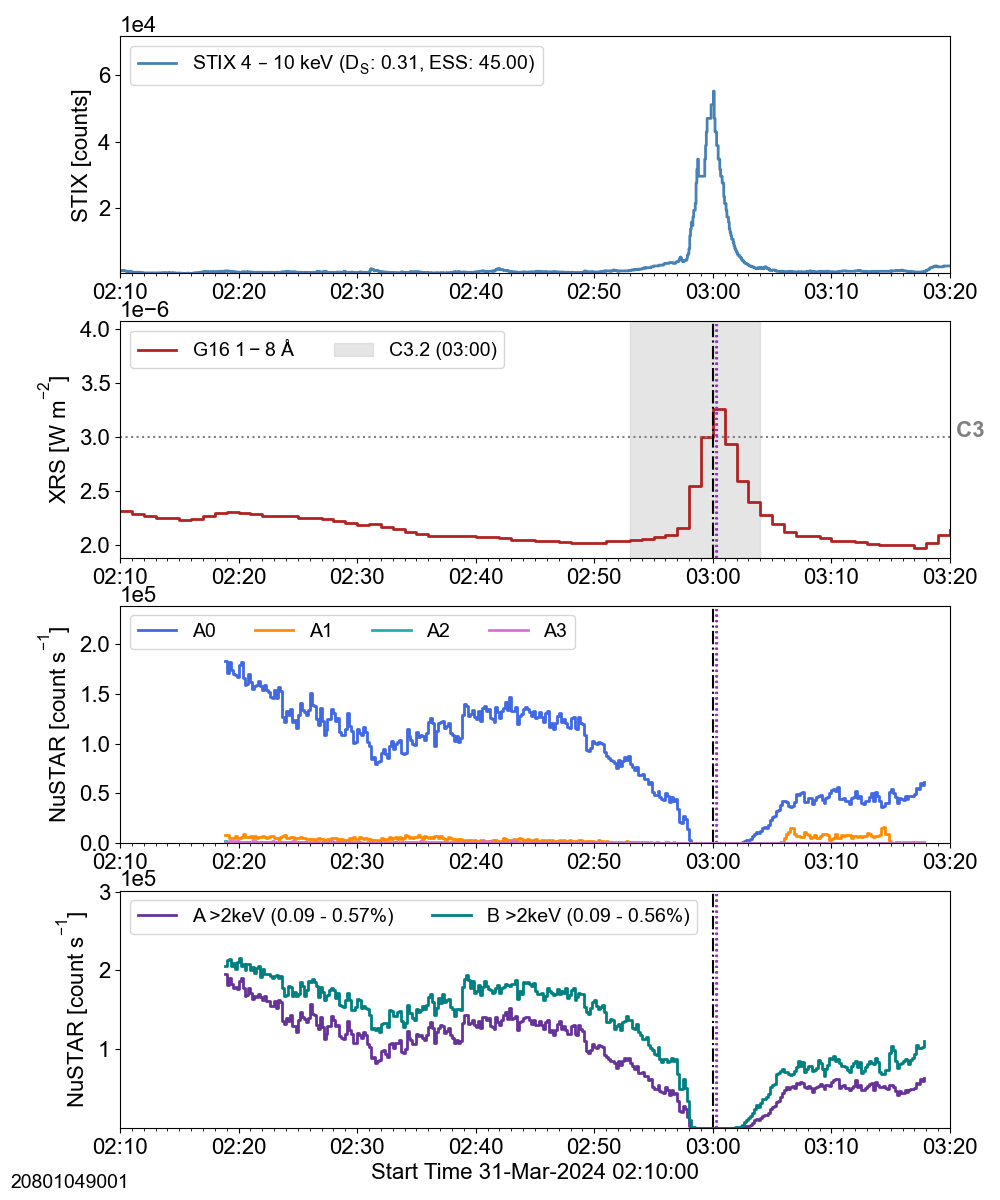 1e4
STIX 4 – 10 keV (D_S: 0.31, ESS: 45.00)
STIX [counts]
6
4
2
02:10 02:20 02:30 02:40 02:50 03:00 03:10 03:20
1e−6
G16 1 – 8 Å C3.2 (03:00)
XRS [W m⁻²]
4.0
3.5
3.0
2.5
2.0
C3
02:10 02:20 02:30 02:40 02:50 03:00 03:10 03:20
1e5
A0 A1 A2 A3
NuSTAR [count s⁻¹]
2.0
1.5
1.0
0.5
0.0
02:10 02:20 02:30 02:40 02:50 03:00 03:10 03:20
1e5
A >2keV (0.09 - 0.57%) B >2keV (0.09 - 0.56%)
NuSTAR [count s⁻¹]
3
2
1
02:10 02:20 02:30 02:40 02:50 03:00 03:10 03:20
Start Time 31-Mar-2024 02:10:00
20801049001